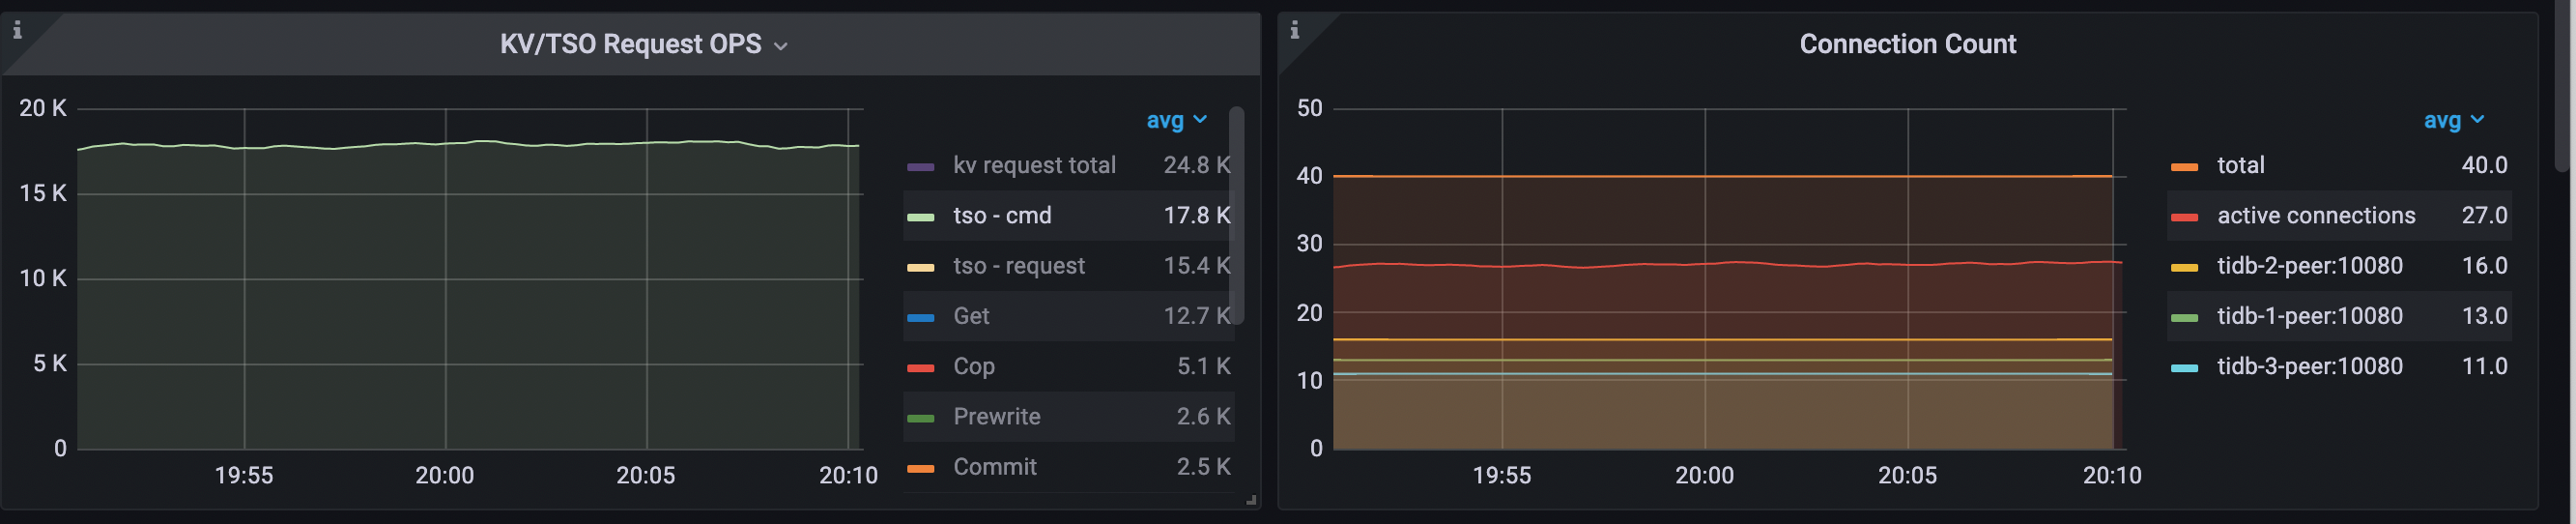 KV/TSO Request OPS
20 K
15 K
10 K
5 K
0
19:55 20:00 20:05 20:10
avg
kv request total 24.8 K
tso - cmd 17.8 K
tso - request 15.4 K
Get 12.7 K
Cop 5.1 K
Prewrite 2.6 K
Commit 2.5 K
Connection Count
50
40
30
20
10
0
19:55 20:00 20:05 20:10
avg
total 40.0
active connections 27.0
tidb-2-peer:10080 16.0
tidb-1-peer:10080 13.0
tidb-3-peer:10080 11.0